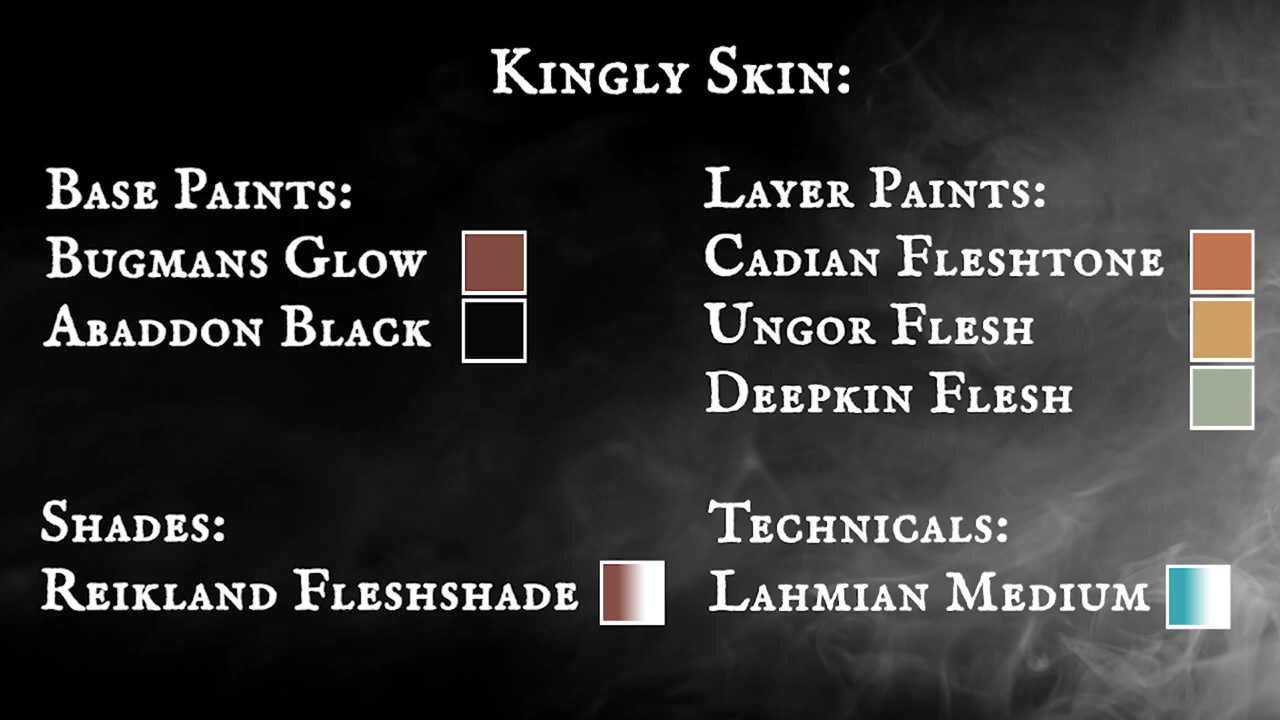 Kingly Skin:
Base Paints:
Bugmans Glow
Abaddon Black
Layer Paints:
Cadian Fleshtone
Ungor Flesh
Deepkin Flesh
Shades:
Reikland Fleshshade
Technicals:
Lahmian Medium